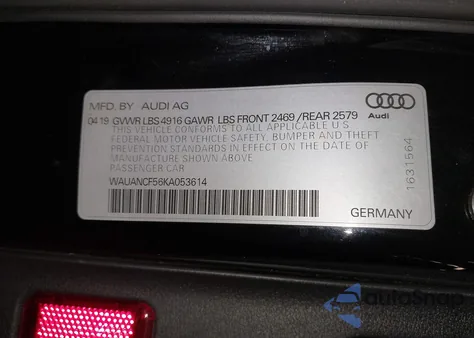 MFD. BY AUDI AG
04 19 GVWR LBS 4916 GAWR LBS FRONT 2469 / REAR 2579
THIS VEHICLE CONFORMS TO ALL APPLICABLE U S
FEDERAL MOTOR VEHICLE SAFETY, BUMPER AND THEFT
PREVENTION STANDARDS IN EFFECT ON THE DATE OF
MANUFACTURE SHOWN ABOVE.
PASSENGER CAR
WAUANCF56KA053614
Audi
1631564
GERMANY
autoSnap